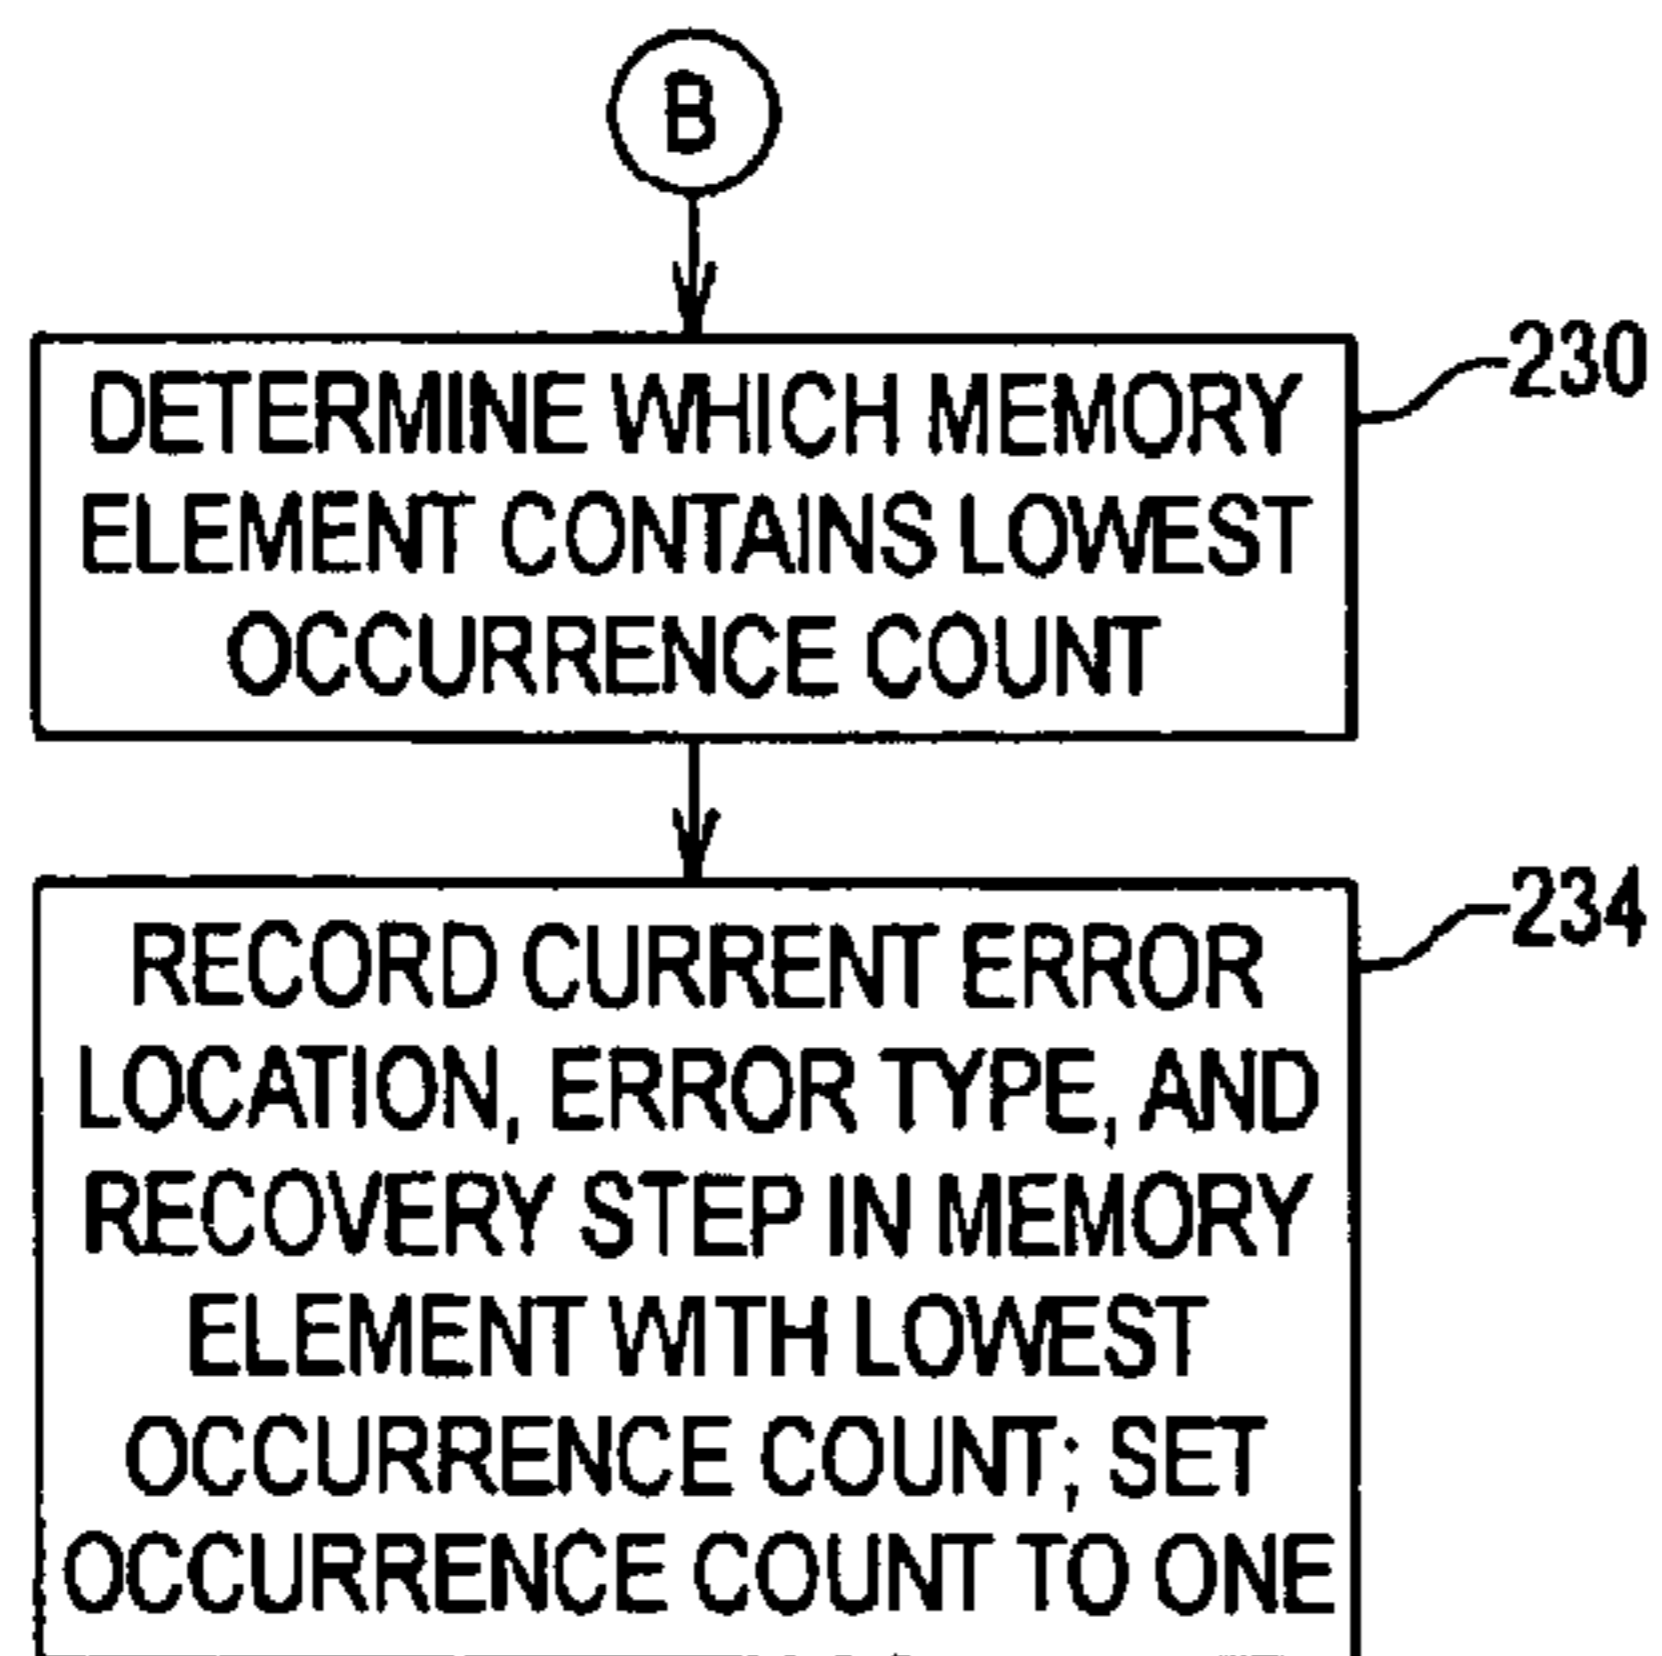 B
230
DETERMINE WHICH MEMORY
ELEMENT CONTAINS LOWEST
OCCURRENCE COUNT
234
RECORD CURRENT ERROR
LOCATION, ERROR TYPE, AND
RECOVERY STEP IN MEMORY
ELEMENT WITH LOWEST
OCCURRENCE COUNT; SET
OCCURRENCE COUNT TO ONE